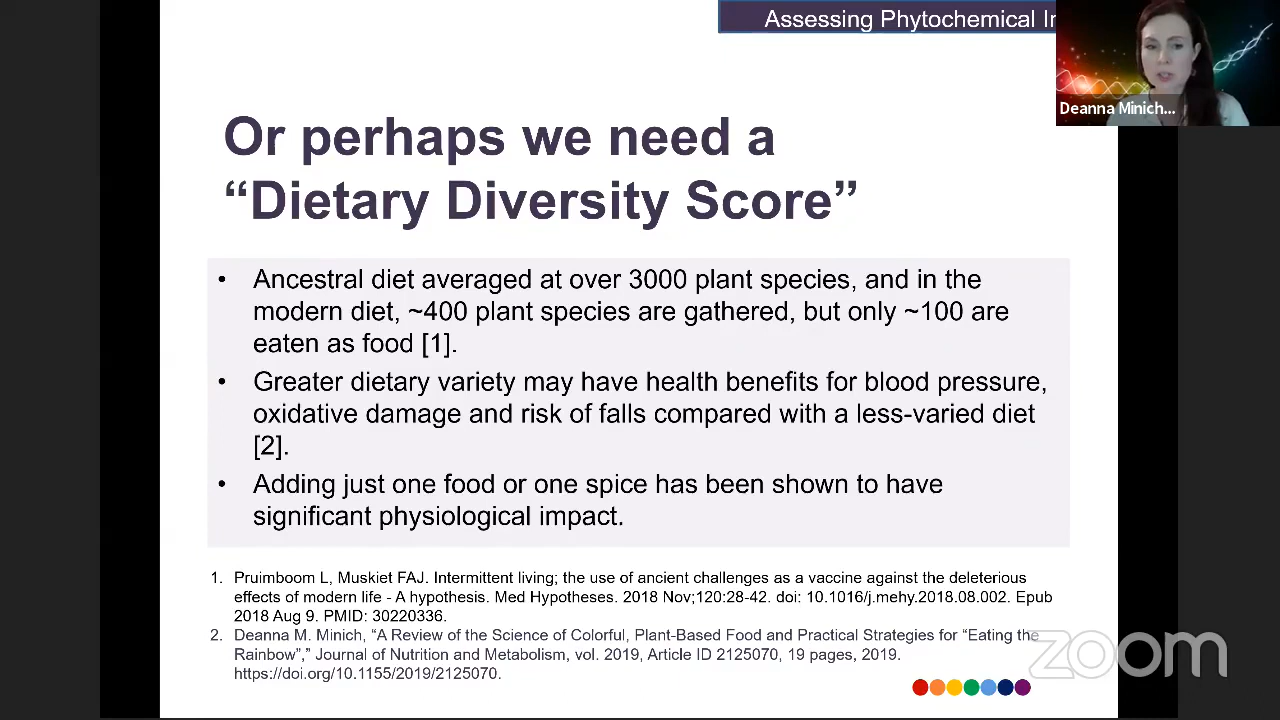 Assessing Phytochemical
Deanna Minich...
Or perhaps we need a
“Dietary Diversity Score”
• Ancestral diet averaged at over 3000 plant species, and in the
modern diet, ~400 plant species are gathered, but only ~100 are
eaten as food [1].
• Greater dietary variety may have health benefits for blood pressure,
oxidative damage and risk of falls compared with a less-varied diet
[2].
• Adding just one food or one spice has been shown to have
significant physiological impact.
1. Pruimboom L, Muskiet FAJ. Intermittent living; the use of ancient challenges as a vaccine against the deleterious
effects of modern life - A hypothesis. Med Hypotheses. 2018 Nov;120:28-42. doi: 10.1016/j.mehy.2018.08.002. Epub
2018 Aug 9. PMID: 30220336.
2. Deanna M. Minich, “A Review of the Science of Colorful, Plant-Based Food and Practical Strategies for “Eating the
Rainbow”,” Journal of Nutrition and Metabolism, vol. 2019, Article ID 2125070, 19 pages, 2019.
https://doi.org/10.1155/2019/2125070.
zoom